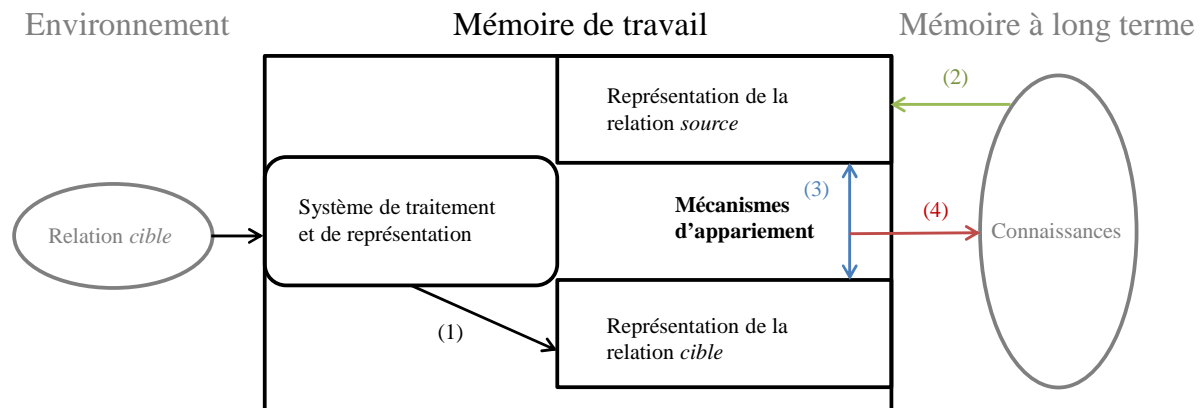 Environnement
Mémoire de travail
Mémoire à long terme
(2)
Représentation de la
relation source
(3)
Mécanismes
d'appariement
(4)
Système de traitement
et de représentation
Relation cible
Connaissances
(1)
Représentation de la
relation cible